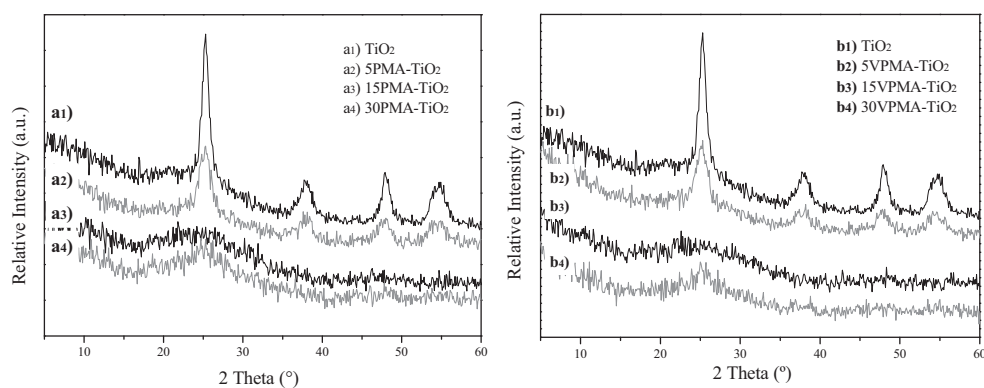 a1) TiO2
a2) 5PMA-TiO2
a3) 15PMA-TiO2
a4) 30PMA-TiO2
a1)
a2)
a3)
a4)
Relative Intensity (a.u.)
10 20 30 40 50 60
2 Theta (°)
b1) TiO2
b2) 5VPMA-TiO2
b3) 15VPMA-TiO2
b4) 30VPMA-TiO2
b1)
b2)
b3)
b4)
Relative Intensity (a.u.)
10 20 30 40 50 60
2 Theta (º)